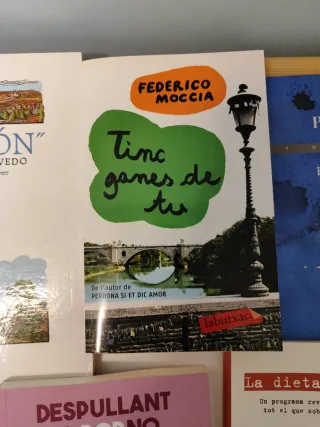 FEDERICO
MOCCIA
Tinc
ganes de
tu
De l'autor de
PERDONA SI ET DIC AMOR
labutxaca
ÓN"
VEDO
P
DESPULLANT
La dieta
Un programa rev
tot el que sob